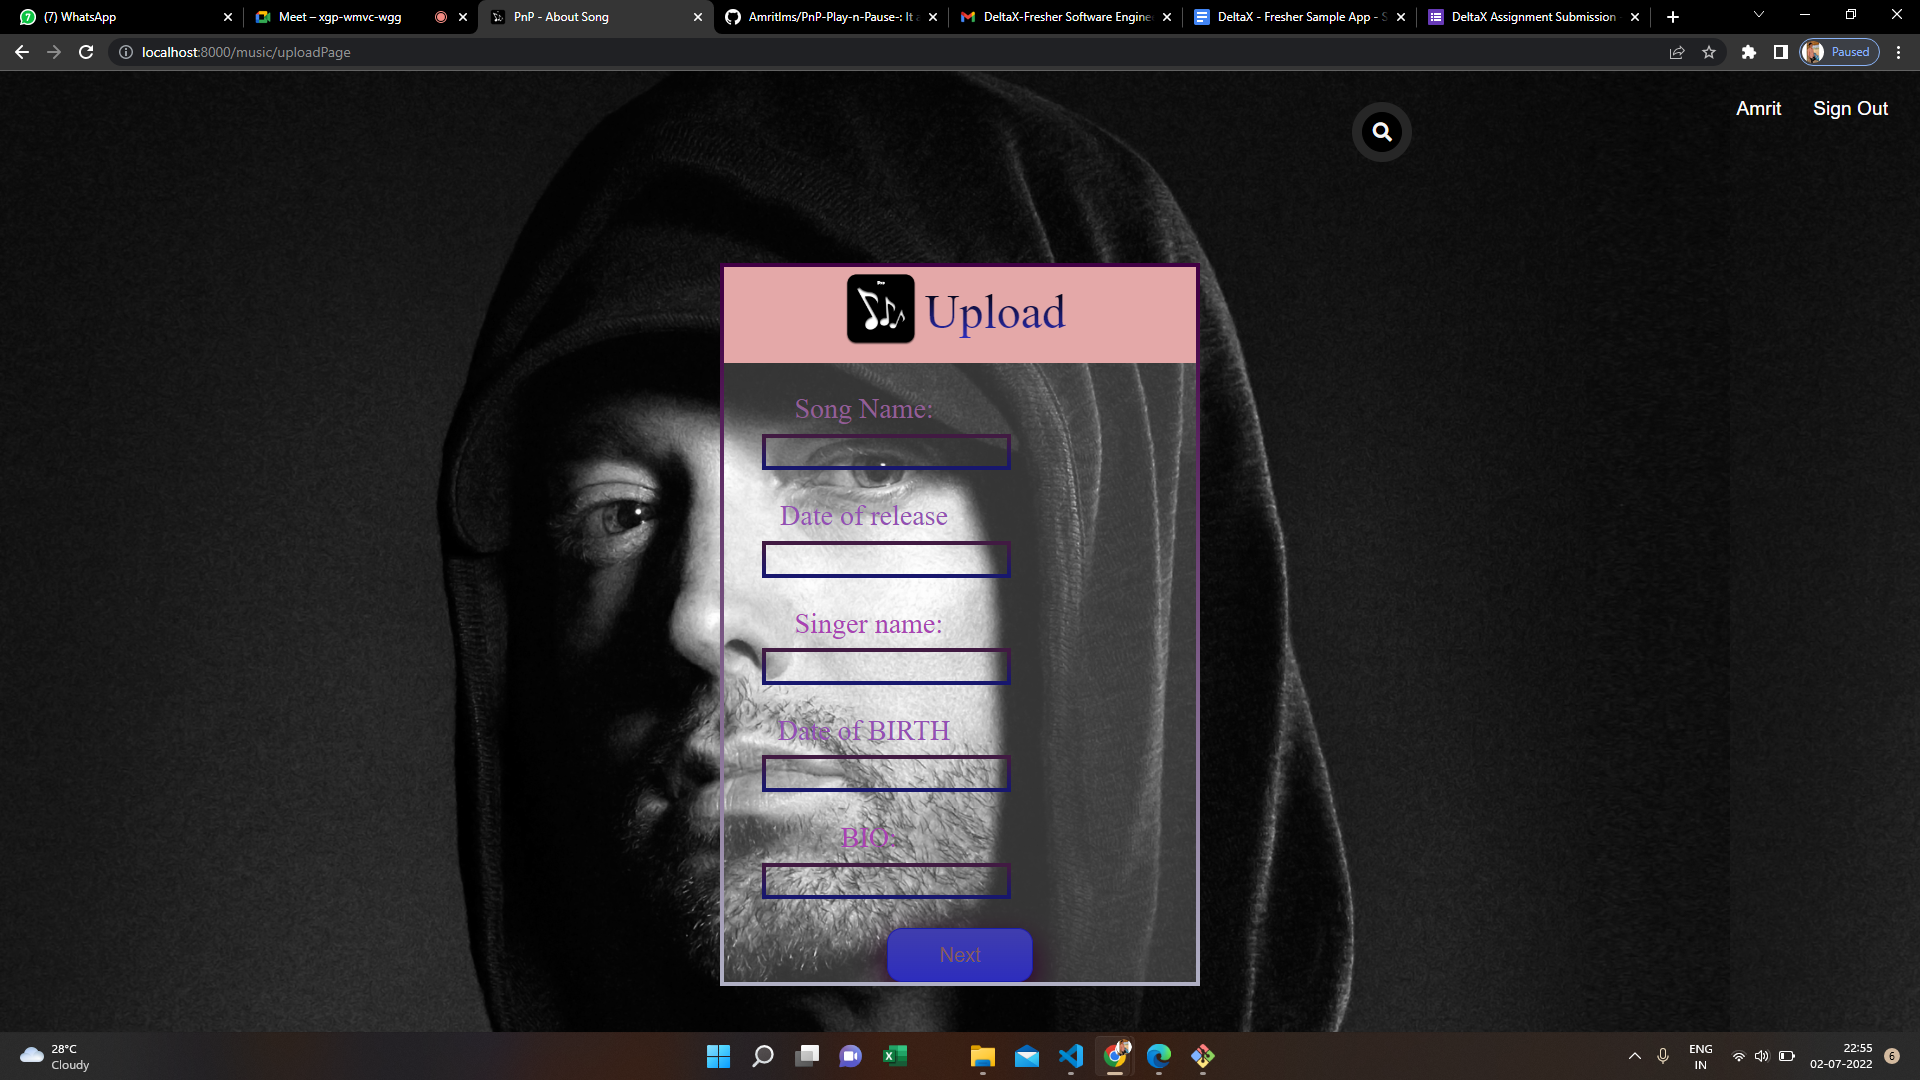 (7) WhatsApp
Meet – xgp-wmvc-wgg
PnP - About Song
Amritlms/PnP-Play-n-Pause-: It a
DeltaX-Fresher Software Enginee
DeltaX - Fresher Sample App - S
DeltaX Assignment Submission
localhost:8000/music/uploadPage
Paused
Amrit
Sign Out
Upload
Song Name:
Date of release
Singer name:
Date of BIRTH
BIO:
Next
28°C
Cloudy
ENG
IN
22:55
02-07-2022
6